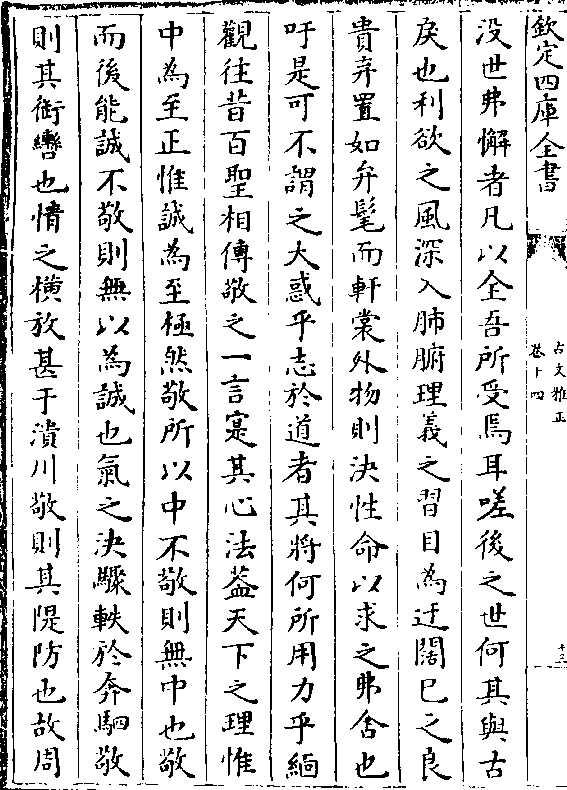 欽定四庫全書
古文雅正
卷十四
十三
没世弗懈者凡以全吾所受焉耳嗟後之世何其與古
戾也利欲之風深入肺腑理義之習目為迂闊已之良
貴弃置如弁髦而軒裳外物則決性命以求之弗舍也
吁是可不謂之大惑乎志於道者其將何所用力乎緬
觀往昔百聖相傳敬之一言寔其心法葢天下之理惟
中為至正惟誠為至極然敬所以中不敬則無中也敬
而後能誠不敬則無以為誠也氣之決驟軼於奔駟敬
則其銜轡也情之横放甚于潰川敬則其隄防也故周